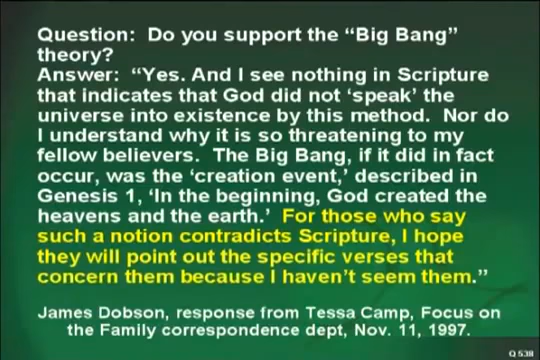 Question:  Do you support the “Big Bang”
theory?
Answer:  “Yes. And I see nothing in Scripture
that indicates that God did not ‘speak’ the
universe into existence by this method.  Nor do
I understand why it is so threatening to my
fellow believers.  The Big Bang, if it did in fact
occur, was the ‘creation event,’ described in
Genesis 1, ‘In the beginning, God created the
heavens and the earth.’  For those who say
such a notion contradicts Scripture, I hope
they will point out the specific verses that
concern them because I haven’t seem them.”
James Dobson, response from Tessa Camp, Focus on
the Family correspondence dept, Nov. 11, 1997.
Q 538